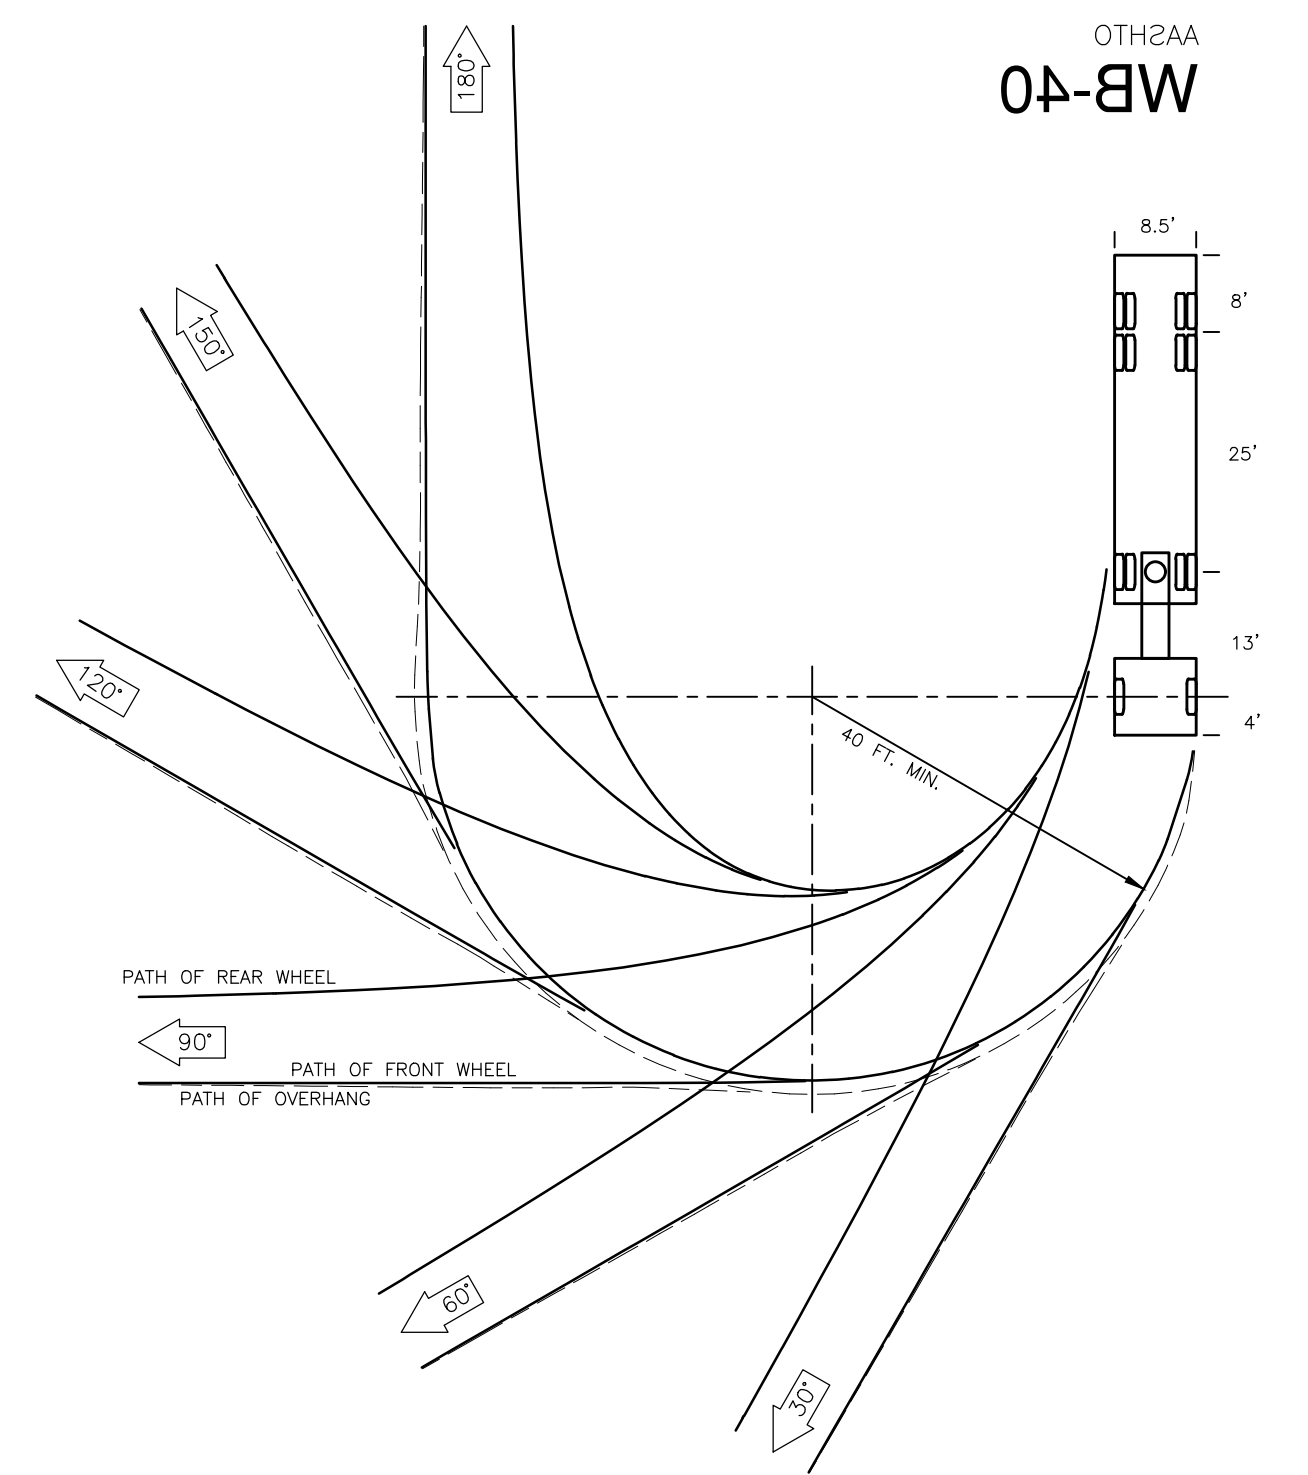 AASHTO
WB-40
180°
8.5'
8'
150°
25'
13'
120°
4'
40 FT. MIN.
PATH OF REAR WHEEL
90°
PATH OF FRONT WHEEL
PATH OF OVERHANG
60°
30°